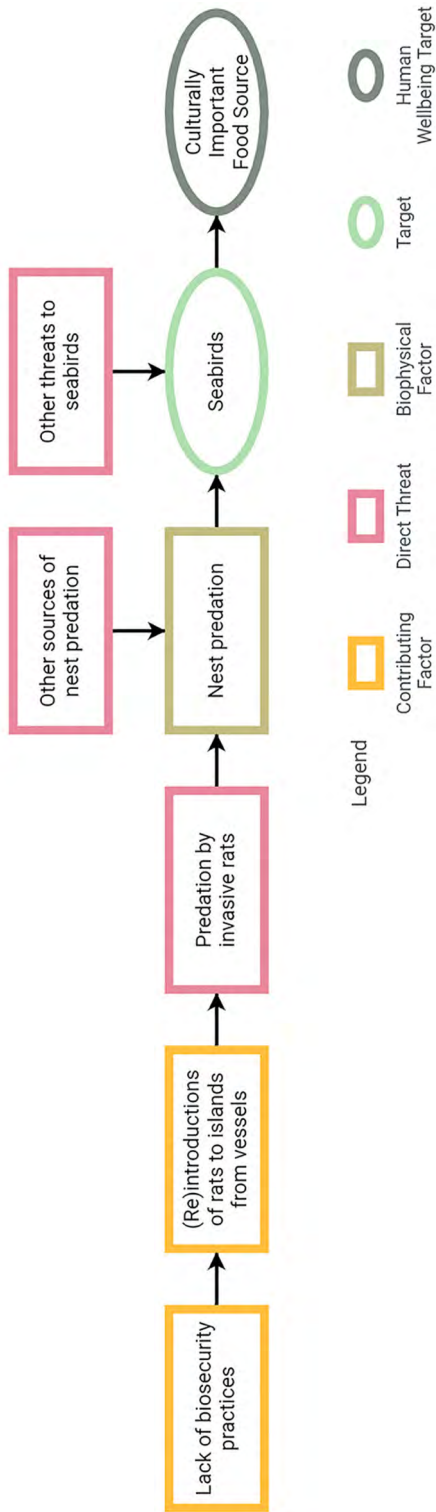 Other sources of
nest predation
Other threats to
seabirds
Lack of biosecurity
practices
(Re)introductions
of rats to islands
from vessels
Predation by
invasive rats
Nest predation
Seabirds
Culturally
Important
Food Source
Legend
Contributing
Factor
Direct Threat
Biophysical
Factor
Target
Human
Wellbeing Target